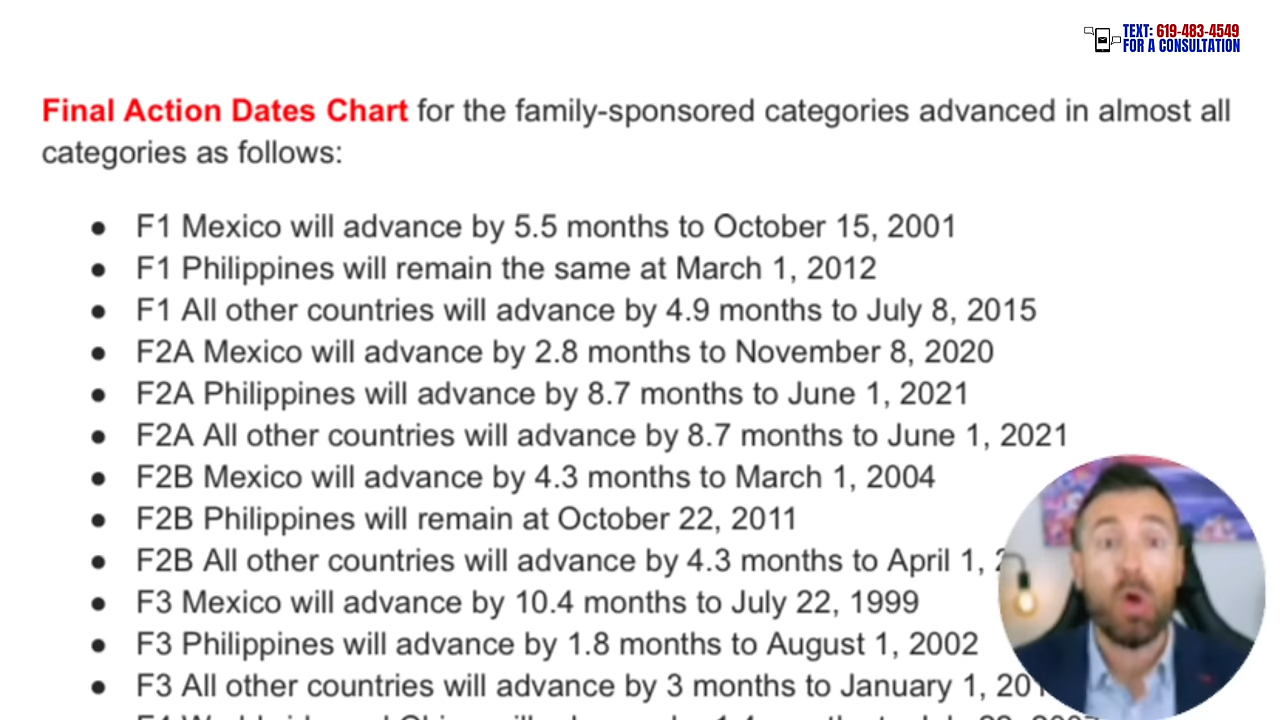 TEXT: 619-483-4549
FOR A CONSULTATION
Final Action Dates Chart for the family-sponsored categories advanced in almost all
categories as follows:
● F1 Mexico will advance by 5.5 months to October 15, 2001
● F1 Philippines will remain the same at March 1, 2012
● F1 All other countries will advance by 4.9 months to July 8, 2015
● F2A Mexico will advance by 2.8 months to November 8, 2020
● F2A Philippines will advance by 8.7 months to June 1, 2021
● F2A All other countries will advance by 8.7 months to June 1, 2021
● F2B Mexico will advance by 4.3 months to March 1, 2004
● F2B Philippines will remain at October 22, 2011
● F2B All other countries will advance by 4.3 months to April 1,
● F3 Mexico will advance by 10.4 months to July 22, 1999
● F3 Philippines will advance by 1.8 months to August 1, 2002
● F3 All other countries will advance by 3 months to January 1,